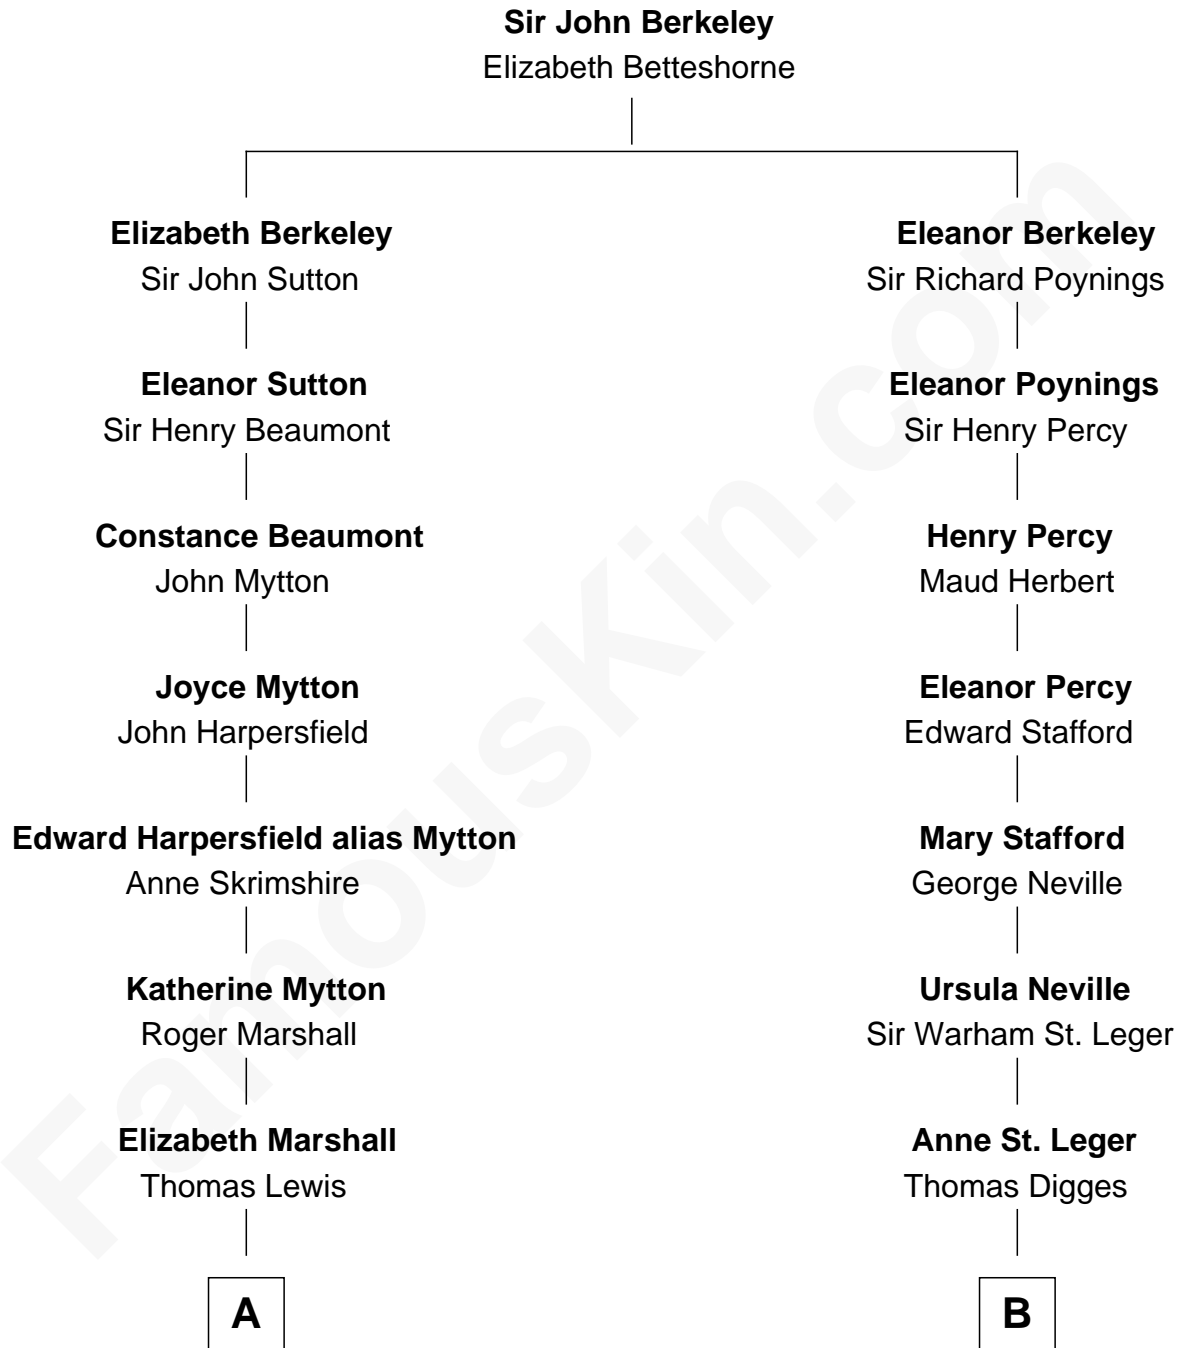 Sir John Berkeley
Elizabeth Betteshorne
Elizabeth Berkeley
Sir John Sutton
Eleanor Sutton
Sir Henry Beaumont
Constance Beaumont
John Mytton
Joyce Mytton
John Harpersfield
Edward Harpersfield alias Mytton
Anne Skrimshire
Katherine Mytton
Roger Marshall
Elizabeth Marshall
Thomas Lewis
A
Eleanor Berkeley
Sir Richard Poynings
Eleanor Poynings
Sir Henry Percy
Henry Percy
Maud Herbert
Eleanor Percy
Edward Stafford
Mary Stafford
George Neville
Ursula Neville
Sir Warham St. Leger
Anne St. Leger
Thomas Digges
B
FamousKin.com